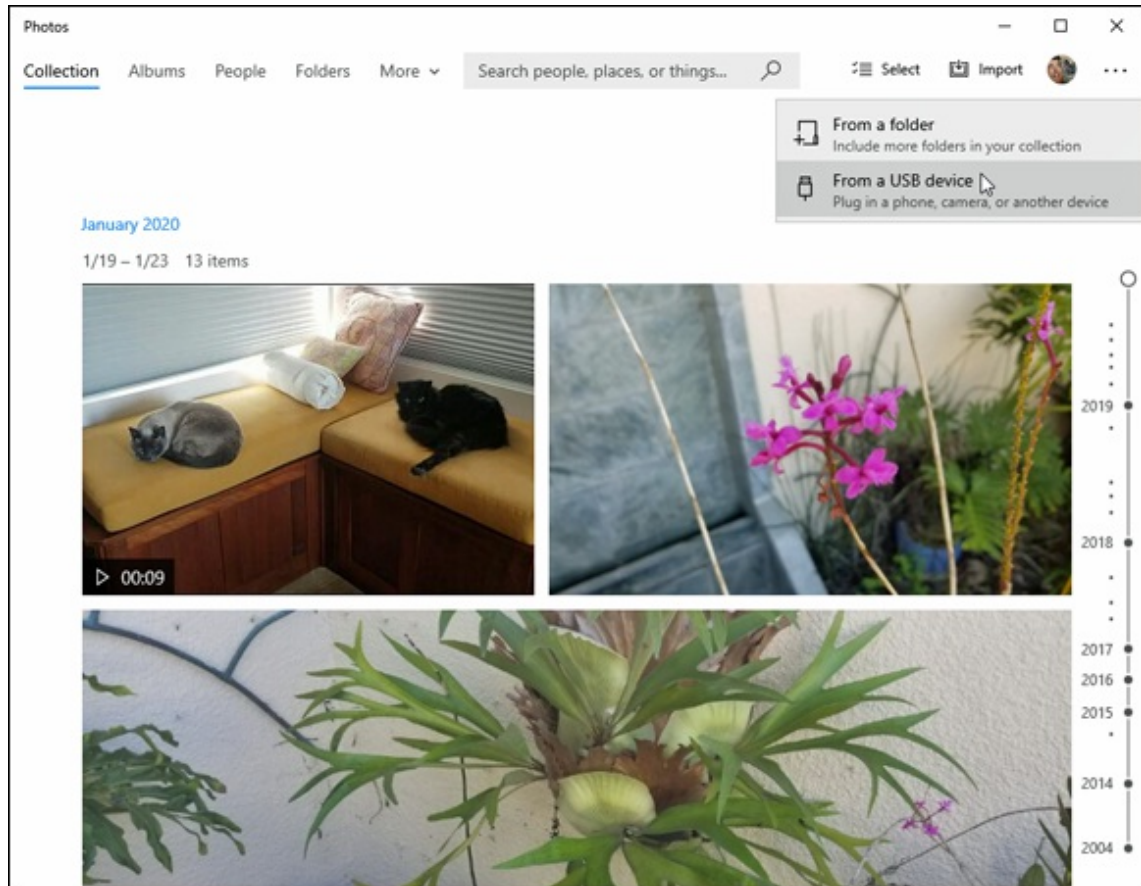 Photos
Collection Albums People Folders More Search people, places, or things... Select Import
From a folder
Include more folders in your collection
From a USB device
Plug in a phone, camera, or another device
January 2020
1/19 – 1/23 13 items
00:09
2019
2018
2017
2016
2015
2014
2004